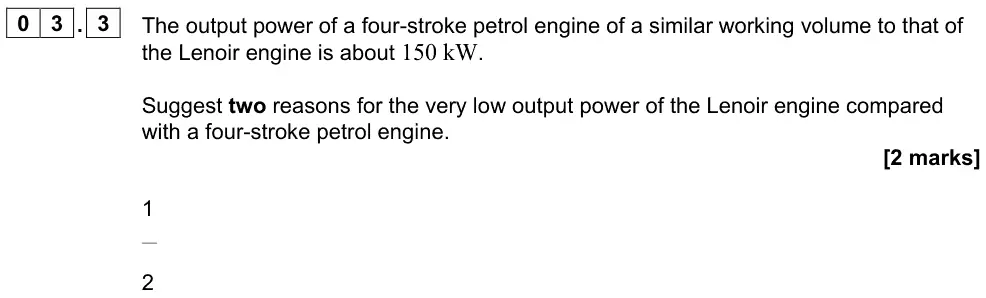 03.3 The output power of a four-stroke petrol engine of a similar working volume to that of
the Lenoir engine is about 150 kW.
Suggest two reasons for the very low output power of the Lenoir engine compared
with a four-stroke petrol engine.
[2 marks]
1
2